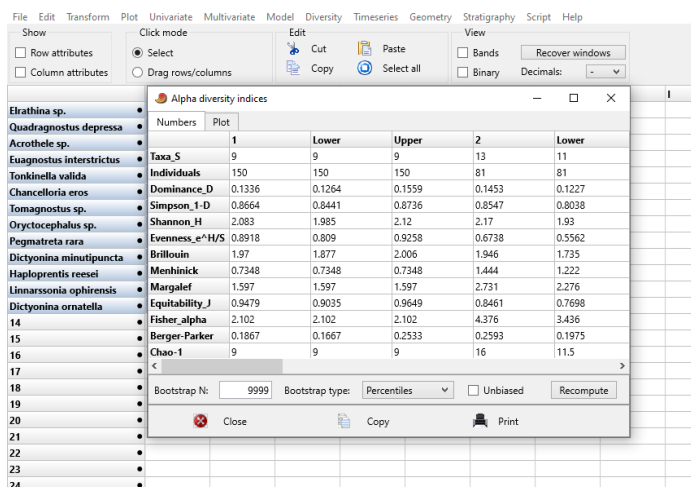 File Edit Transform Plot Univariate Multivariate Model Diversity Timeseries Geometry Stratigraphy Script Help
Show Click mode Edit View
Row attributes Select Cut Paste Bands Recover windows
Column attributes Drag rows/columns Copy Select all Binary Decimals: -
I
Alpha diversity indices
Numbers Plot
1 Lower Upper 2 Lower
Taxa_S 9 9 9 13 11
Individuals 150 150 150 81 81
Dominance_D 0.1336 0.1264 0.1559 0.1453 0.1227
Simpson_1-D 0.8664 0.8441 0.8736 0.8547 0.8038
Shannon_H 2.083 1.985 2.12 2.17 1.93
Evenness_e^H/S 0.8918 0.809 0.9258 0.6738 0.5562
Brillouin 1.97 1.877 2.006 1.946 1.735
Menhinick 0.7348 0.7348 0.7348 1.444 1.222
Margalef 1.597 1.597 1.597 2.731 2.276
Equitability_J 0.9479 0.9035 0.9649 0.8461 0.7698
Fisher_alpha 2.102 2.102 2.102 4.376 3.436
Berger-Parker 0.1867 0.1667 0.2533 0.2593 0.1975
Chao-1 9 9 9 16 11.5
Bootstrap N: 9999 Bootstrap type: Percentiles Unbiased Recompute
Close Copy Print
Elrathina sp.
Quadragnostus depressa
Acrothele sp.
Euagnostus interstrictus
Tonkinella valida
Chancelloria eros
Tomagnostus sp.
Oryctocephalus sp.
Pegmatreta rara
Dictyonina minutipuncta
Haploprentis reesei
Linnarssonia ophirensis
Dictyonina ornatella
14
15
16
17
18
19
20
21
22
23
24